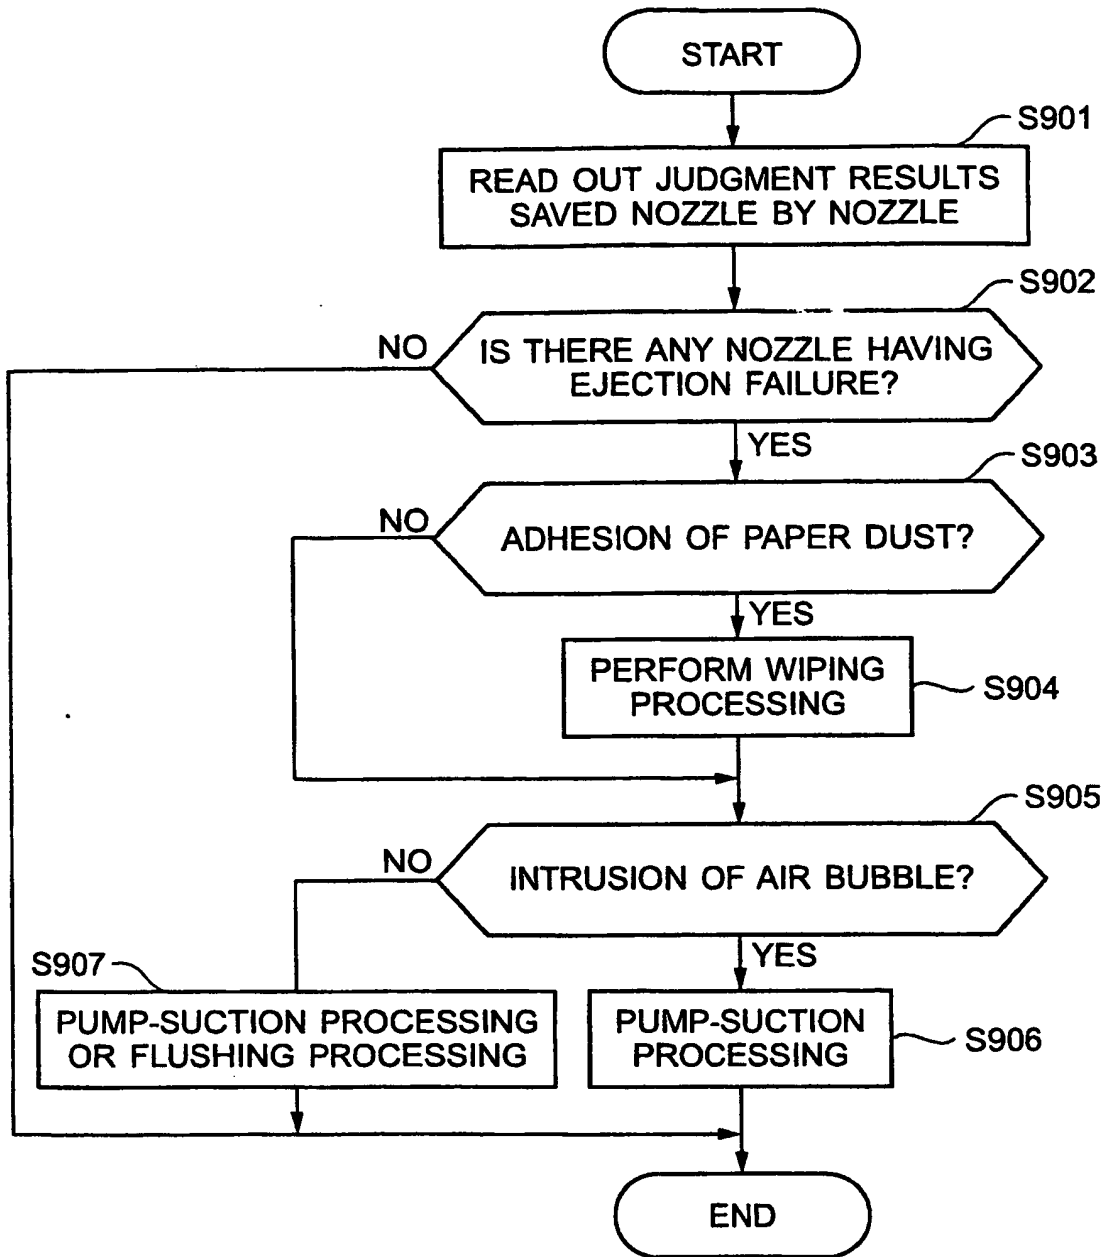 START
S901
READ OUT JUDGMENT RESULTS
SAVED NOZZLE BY NOZZLE
S902
NO
IS THERE ANY NOZZLE HAVING
EJECTION FAILURE?
YES
S903
NO
ADHESION OF PAPER DUST?
YES
PERFORM WIPING
PROCESSING
S904
S905
NO
INTRUSION OF AIR BUBBLE?
YES
S907
PUMP-SUCTION PROCESSING
OR FLUSHING PROCESSING
PUMP-SUCTION
PROCESSING
S906
END